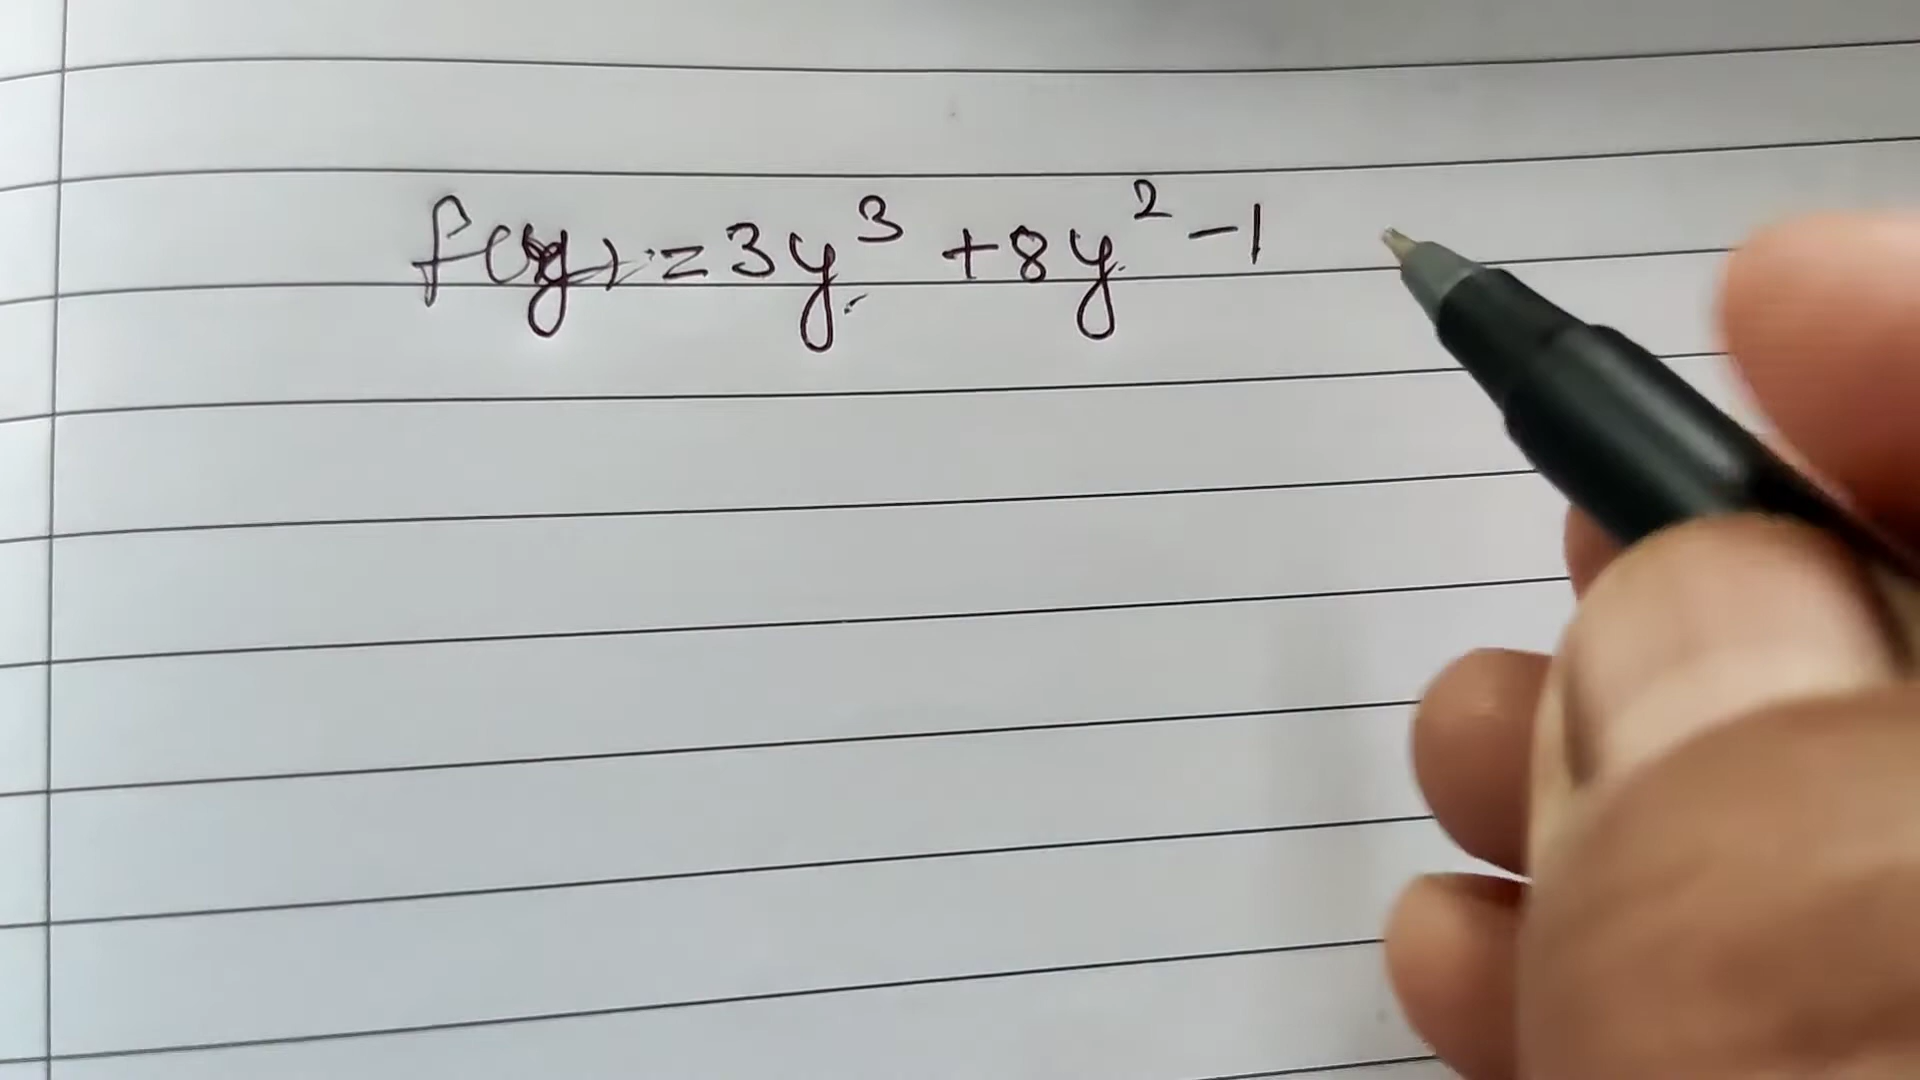 f(y) = 3y³ + 8y² - 1